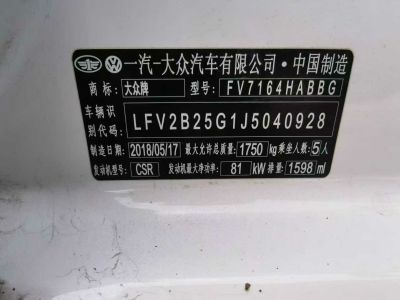 一汽-大众汽车有限公司·中国制造
商标: 大众牌 型号: FV7164HABBG
车辆识别代码: LFV2B25G1J5040928
制造日期: 2018/05/17 最大允许总质量: 1750 kg 乘坐人数: 5人
发动机型号: CSR 发动机最大净功率: 81 kW 排量: 1598 ml